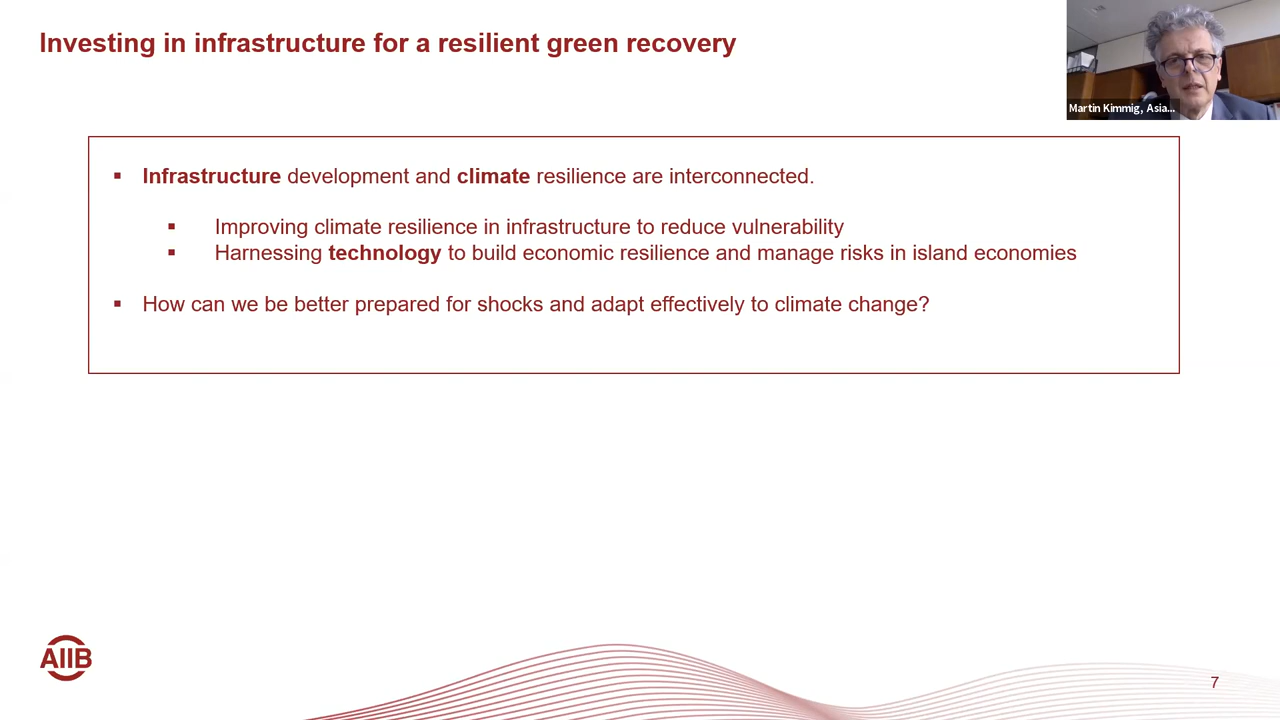 Investing in infrastructure for a resilient green recovery
Martin Kimmig, Asia...
▪ Infrastructure development and climate resilience are interconnected.
▪ Improving climate resilience in infrastructure to reduce vulnerability
▪ Harnessing technology to build economic resilience and manage risks in island economies
▪ How can we be better prepared for shocks and adapt effectively to climate change?
AIIB
7